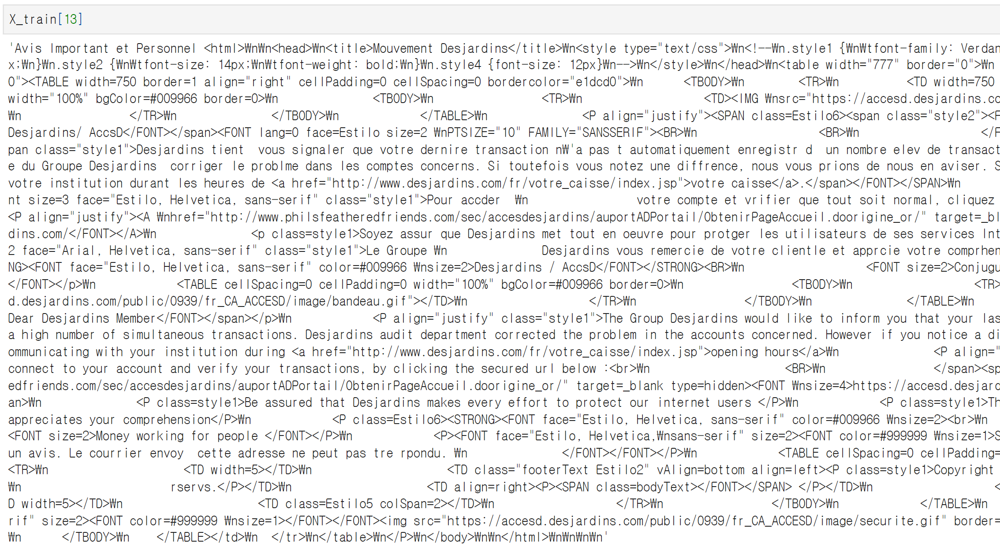 X_train[13]
'Avis Important et Personnel <html>₩n₩n<head>₩n<title>Mouvement Desjardins</title>₩n<style type="text/css">₩n<!--₩n.style1 {₩n₩tfont-family: Verdan
x;₩n}₩n.style2 {₩n₩tfont-size: 14px;₩n₩tfont-weight: bold;₩n}₩n.style4 {font-size: 12px}₩n-->₩n</style>₩n</head>₩n<table width="777" border="0">₩n
0"><TABLE width=750 border=1 align="right" cellPadding=0 cellSpacing=0 bordercolor="e1dcd0">₩n <TBODY>₩n <TR>₩n <TD width=750
width="100%" bgColor=#009966 border=0>₩n <TBODY>₩n <TR>₩n <TD><IMG ₩nsrc="https://accesd.desjardins.co
₩n </TR>₩n </TBODY>₩n </TABLE>₩n <P align="justify"><SPAN class=Estilo6><span class="style2"><F
Desjardins/ AccsD</FONT></span><FONT lang=0 face=Estilo size=2 ₩nPTSIZE="10" FAMILY="SANSSERIF"><BR>₩n <BR>₩n </F
pan class="style1">Desjardins tient  vous signaler que votre dernire transaction n₩'a pas t automatiquement enregistr d  un nombre elev de transact
e du Groupe Desjardins  corriger le problme dans les comptes concerns. Si toutefois vous notez une diffrence, nous vous prions de nous en aviser. S
votre institution durant les heures de <a href="http://www.desjardins.com/fr/votre_caisse/index.jsp">votre caisse</a>.</span></FONT></SPAN>₩n
nt size=3 face="Estilo, Helvetica, sans-serif" class="style1">Pour accder  ₩n votre compte et vrifier que tout soit normal, cliquez
<P align="justify"><A ₩nhref="http://www.philsfeatheredfriends.com/sec/accesdesjardins/auportADPortail/ObtenirPageAccueil.doorigine_or/" target=_bl
dins.com/</FONT></A>₩n <p class=style1>Soyez assur que Desjardins met tout en oeuvre pour protger les utilisateurs de ses services Int
2 face="Arial, Helvetica, sans-serif" class="style1">Le Groupe ₩n Desjardins vous remercie de votre clientle et apprcie votre comprhen
NG><FONT face="Estilo, Helvetica, sans-serif" color=#009966 ₩nsize=2>Desjardins / AccsD</FONT></STRONG><BR>₩n <FONT size=2>Conjugu
</FONT></p>₩n <TABLE cellSpacing=0 cellPadding=0 width="100%" bgColor=#009966 border=0>₩n <TBODY>₩n <TR>
d.desjardins.com/public/0939/fr_CA_ACCESD/image/bandeau.gif"></TD>₩n </TR>₩n </TBODY>₩n </TABLE>₩n
Dear Desjardins Member</FONT></span></p>₩n <P align="justify" class="style1">The Group Desjardins would like to inform you that your las
a high number of simultaneous transactions. Desjardins audit department corrected the problem in the accounts concerned. However if you notice a di
ommunicating with your institution during <a href="http://www.desjardins.com/fr/votre_caisse/index.jsp">opening hours</a>₩n <P align="
connect to your account and verify your transactions, by clicking the secured url below :<br>₩n <BR>₩n </span><sp
edfriends.com/sec/accesdesjardins/auportADPortail/ObtenirPageAccueil.doorigine_or/" target=_blank type=hidden><FONT ₩nsize=4>https://accesd.desjard
an>₩n <P class=style1>Be assured that Desjardins makes every effort to protect our internet users </P>₩n <P class=style1>Th
appreciates your comprehension</P>₩n <P class=Estilo6><STRONG><FONT face="Estilo, Helvetica, sans-serif" color=#009966 ₩nsize=2><br>₩n
<FONT size=2>Money working for people </FONT></P>₩n <P><FONT face="Estilo, Helvetica,₩nsans-serif" size=2><FONT color=#999999 ₩nsize=1>S
un avis. Le courrier envoy  cette adresse ne peut pas tre rpondu. ₩n </FONT></FONT></P>₩n <TABLE cellSpacing=0 cellPadding=
<TR>₩n <TD width=5></TD>₩n <TD class="footerText Estilo2" vAlign=bottom align=left><P class=style1>Copyright
₩n rservs.</P></TD>₩n <TD align=right><P><SPAN class=bodyText></FONT></SPAN> </P></TD>₩n <
D width=5></TD>₩n <TD class=Estilo5 colSpan=2></TD>₩n </TR>₩n </TBODY>₩n </TABLE>₩n
rif" size=2><FONT color=#999999 ₩nsize=1></FONT></FONT><img src="https://accesd.desjardins.com/public/0939/fr_CA_ACCESD/image/securite.gif" border=
₩n </TBODY>₩n </TABLE></td>₩n </tr>₩n</table>₩n</P>₩n</body>₩n₩n</html>₩n₩n₩n₩n'